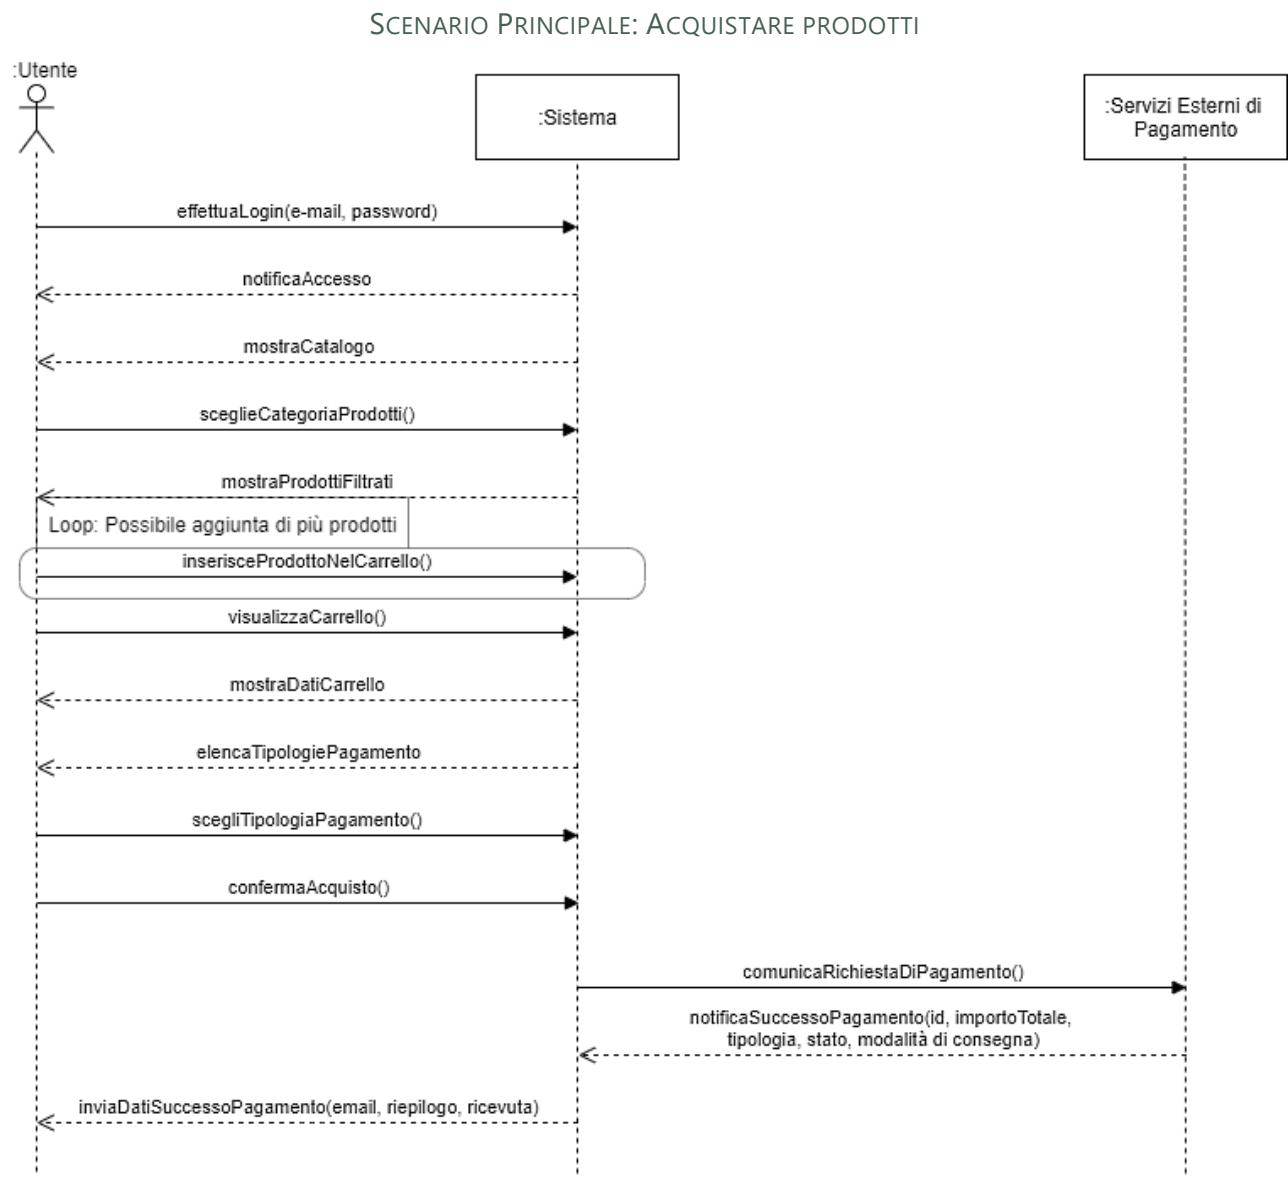 SCENARIO PRINCIPALE: ACQUISTARE PRODOTTI
:Utente
:Sistema
:Servizi Esterni di
Pagamento
effettuaLogin(e-mail, password)
notificaAccesso
mostraCatalogo
sceglieCategoriaProdotti()
mostraProdottiFiltrati
Loop: Possibile aggiunta di più prodotti
inserisceProdottoNelCarrello()
visualizzaCarrello()
mostraDatiCarrello
elencaTipologiePagamento
scegliTipologiaPagamento()
confermaAcquisto()
comunicaRichiestaDiPagamento()
notificaSuccessoPagamento(id, importoTotale,
tipologia, stato, modalità di consegna)
inviaDatiSuccessoPagamento(email, riepilogo, ricevuta)